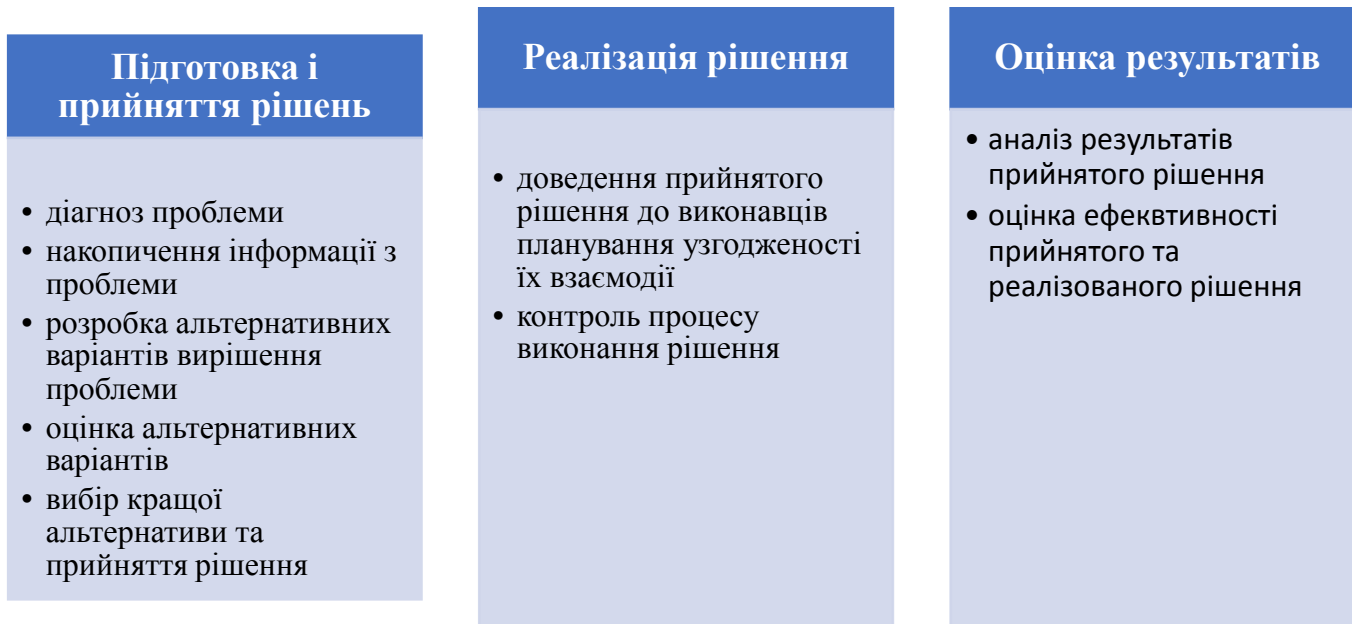 Підготовка і
прийняття рішень
• діагноз проблеми
• накопичення інформації з
проблеми
• розробка альтернативних
варіантів вирішення
проблеми
• оцінка альтернативних
варіантів
• вибір кращої
альтернативи та
прийняття рішення
Реалізація рішення
• доведення прийнятого
рішення до виконавців
планування узгодженості
їх взаємодії
• контроль процесу
виконання рішення
Оцінка результатів
• аналіз результатів
прийнятого рішення
• оцінка ефеквтивності
прийнятого та
реалізованого рішення